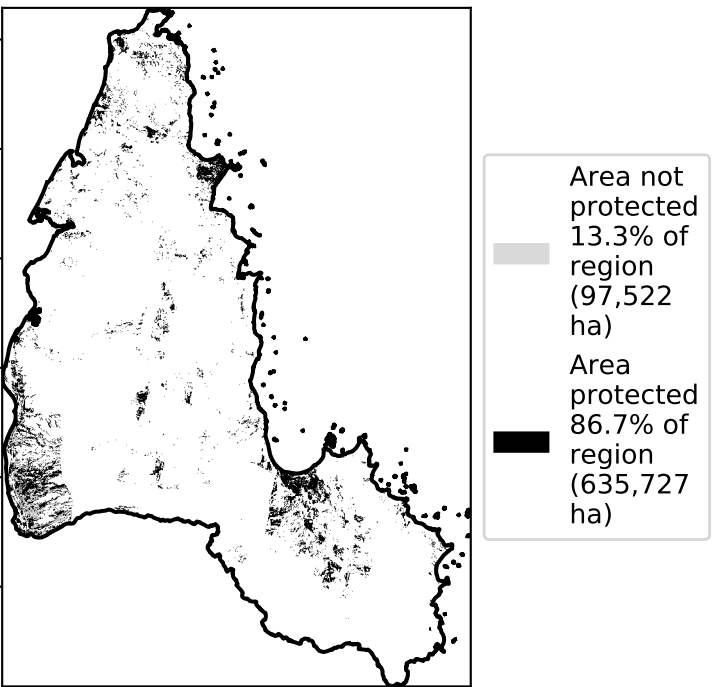 Area not
protected
13.3% of
region
(97,522
ha)
Area
protected
86.7% of
region
(635,727
ha)